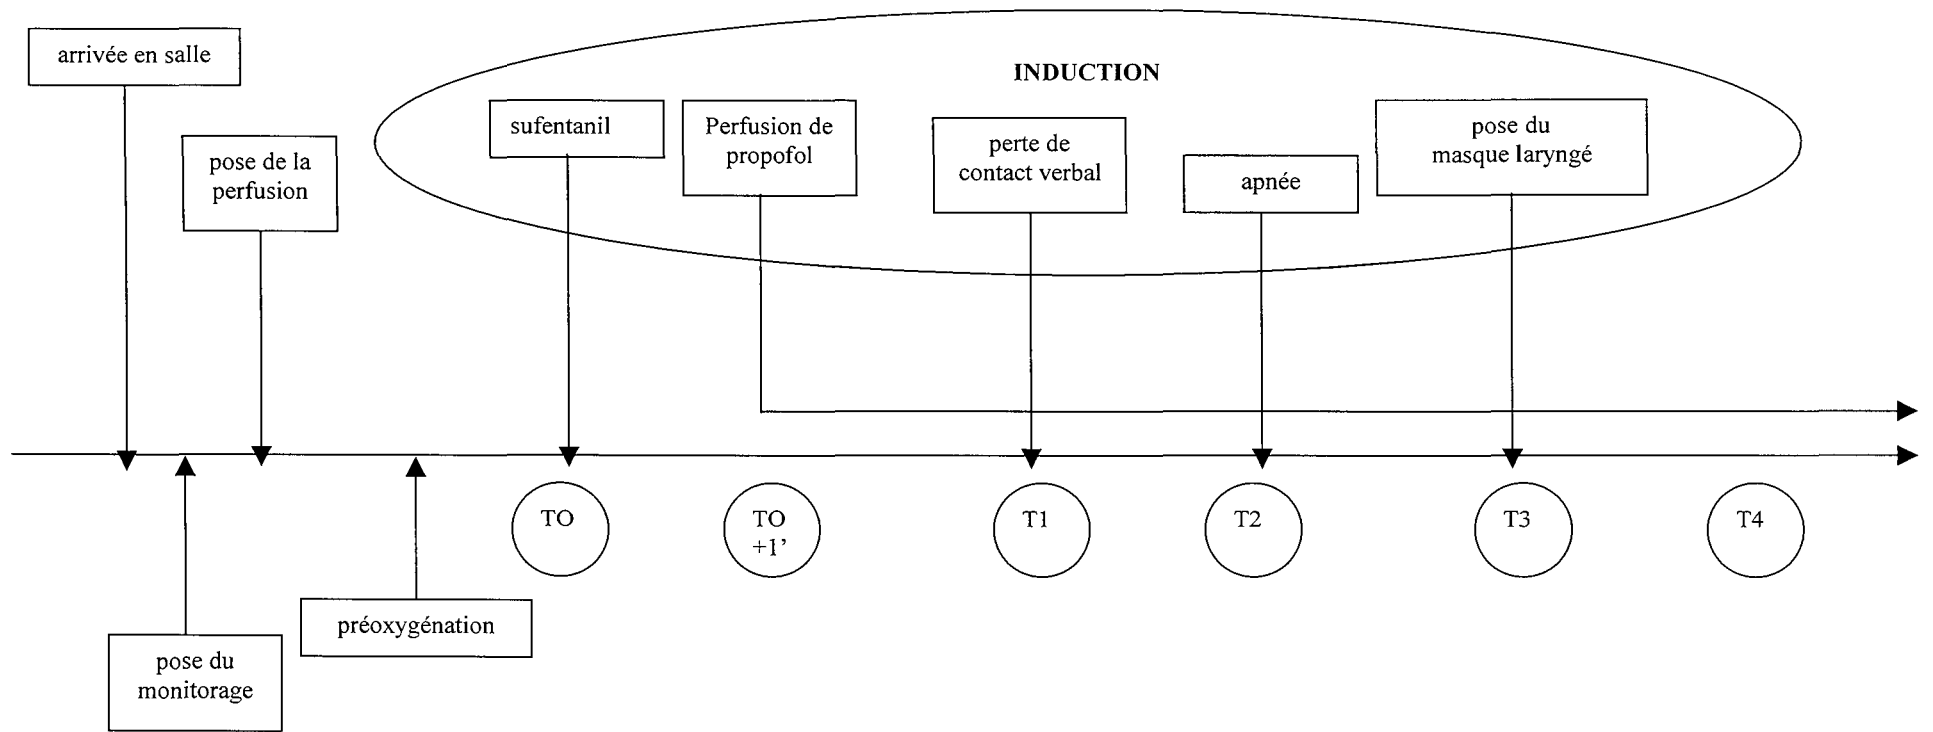 arrivée en salle
INDUCTION
sufentanil
Perfusion de
propofol
perte de
contact verbal
pose du
masque laryngé
pose de la
perfusion
apnée
TO
TO
+1’
T1
T2
T3
T4
préoxygénation
pose du
monitorage